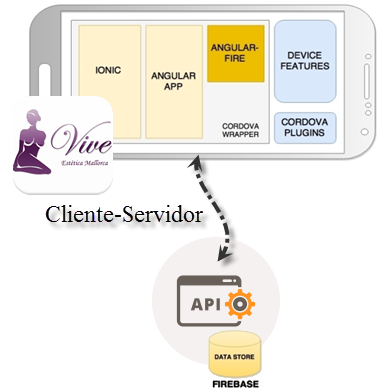 IONIC
ANGULAR
APP
ANGULAR-
FIRE
CORDOVA
WRAPPER
DEVICE
FEATURES
CORDOVA
PLUGINS
Vive
Estética Mallorca
Cliente-Servidor
API
DATA STORE
FIREBASE